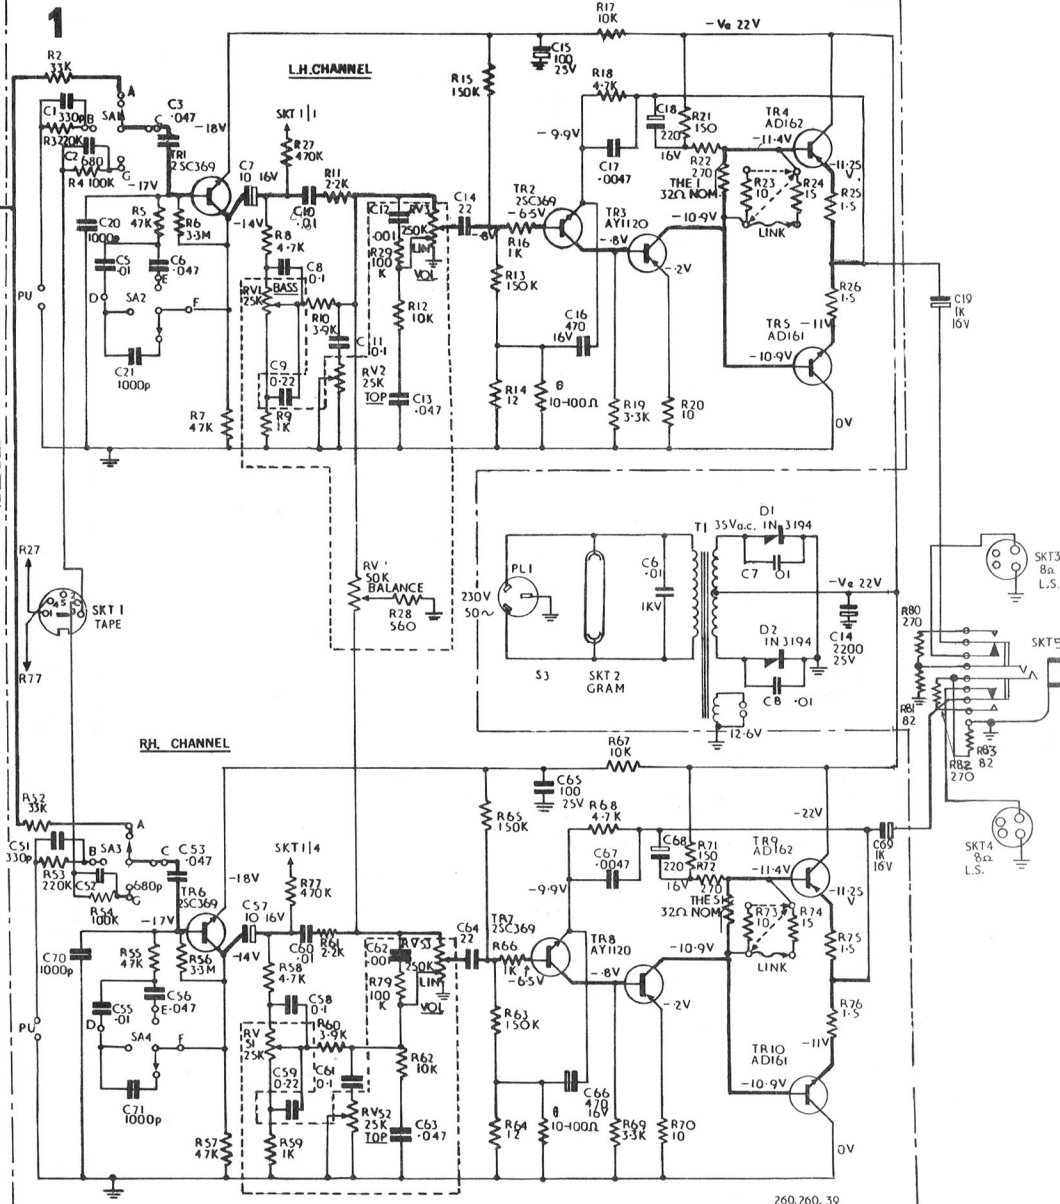 1
R17
10K
-Ve 22V
R2
33K
L.H.CHANNEL
C15
100
25V
R15
150K
R18
4.7K
A
C1
330p
B
SA1
C
C3
.047
R3
220K
C2
680
R4 100K
G
-18V
TR1
2SC369
-17V
SKT 1|1
R27
470K
C7
10 16V
R11
2.2K
C10
.01
-14V
C18
220
16V
R21
150
TR4
AD162
-11.4V
-9.9V
C17
.0047
R22
270
THE 1
32Ω NOM
R23
10
R24
15
-11.25
V
R25
1.5
LINK
C20
1000p
R5
47K
R6
3.3M
C5
.01
C6
.047
E
D
SA2
F
C21
1000p
PU
R8
4.7K
C8
0.1
RV1
25K
BASS
R10
3.9K
C12
.001
250K
LIN
VOL
R29
100
K
R12
10K
C14
22
-8V
TR2
2SC369
-6.5V
R16
1K
TR3
AY1120
-.8V
-10.9V
-.2V
R13
150K
C16
470
16V
R26
1.5
-11V
TR5
AD161
-10.9V
C19
1K
16V
0.1
C9
0.22
RV2
25K
TOP
C13
.047
R7
47K
R9
1K
R14
12
θ
10-100Ω
R19
3.3K
R20
10
0V
R27
SKT 1
TAPE
R77
RV
50K
BALANCE
R28
560
230V
50~
PL1
S3
SKT 2
GRAM
C6
.01
1KV
T1
35Va.c.
D1
1N 3194
C7
01
-Ve 22V
C14
2200
25V
D2
1N 3194
C8
.01
12.6V
SKT3
8Ω
L.S.
R80
270
SKT5
R81
82
R82
270
R83
82
SKT4
8Ω
L.S.
RH. CHANNEL
R67
10K
C65
100
25V
R65
150K
R68
4.7K
-22V
R52
33K
A
C51
330p
B
SA3
C
C53
.047
R53
220K
C52
680p
G
R54
100K
-18V
TR6
2SC369
-17V
SKT 1|4
R77
470K
C57
10 16V
C60
.01
R61
2.2K
-14V
C67
.0047
-9.9V
C68
220
16V
R71
150
R72
270
TR9
AD162
-11.4V
32Ω NOM
R73
10
R74
15
-11.25
V
R75
1.5
LINK
C69
1K
16V
C70
1000p
R55
47K
R56
3.3M
C55
.01
C56
.047
E
D
SA4
F
C71
1000p
PU
R58
4.7K
C58
0.1
RV
51
25K
R60
3.9K
C62
.001
250K
LIN
VOL
R79
100
K
R62
10K
C64
22
TR7
2SC369
R66
1K
-6.5V
TR8
AY1120
-.8V
-10.9V
-.2V
R63
150K
R76
1.5
-11V
TR10
AD161
-10.9V
C59
0.22
C61
0.1
RV52
25K
TOP
C63
.047
C66
470
16V
R57
47K
R59
1K
R64
12
θ
10-100Ω
R69
3.3K
R70
10
0V
260.260. 39